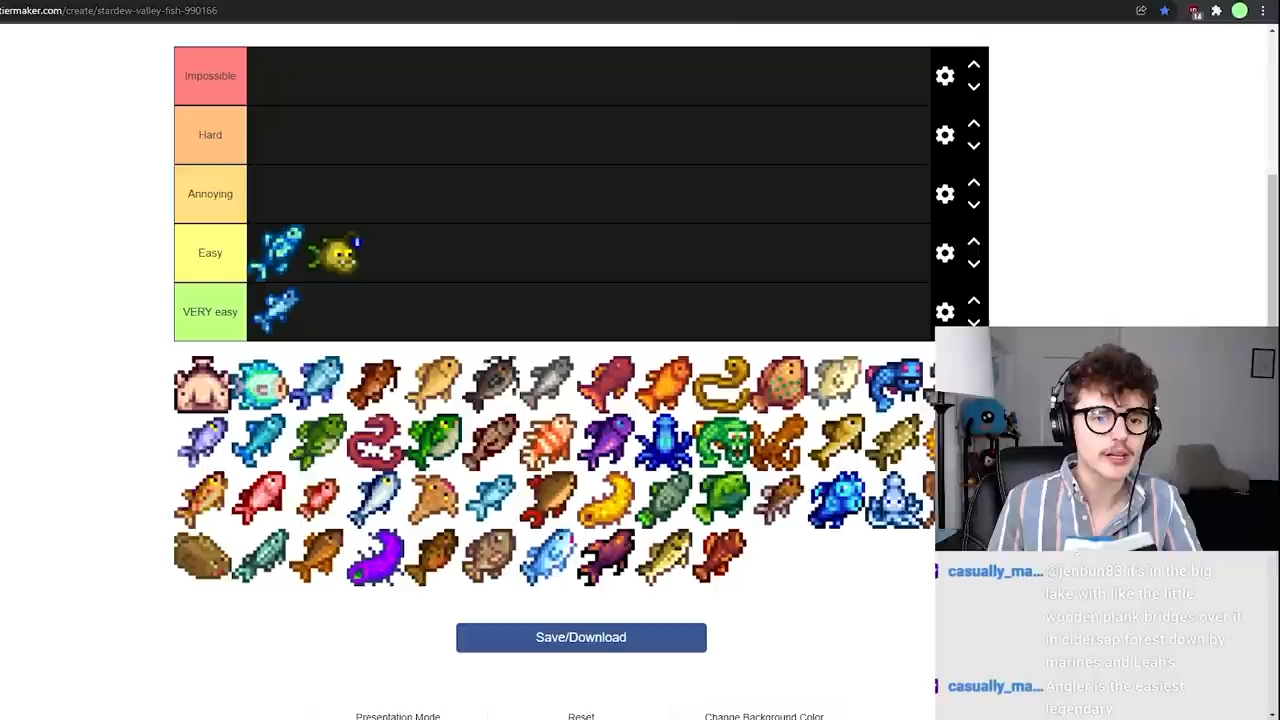 tiermaker.com/create/stardew-valley-fish-990166
14
Impossible
Hard
Annoying
Easy
VERY easy
Save/Download
casually_ma... @jenbun83 it's in the big
lake with like the little
wooden plank bridges over it
in cidersap forest down by
marines and Leah's
casually_ma... Angler is the easiest
legendary
Presentation Mode
Reset
Change Background Color